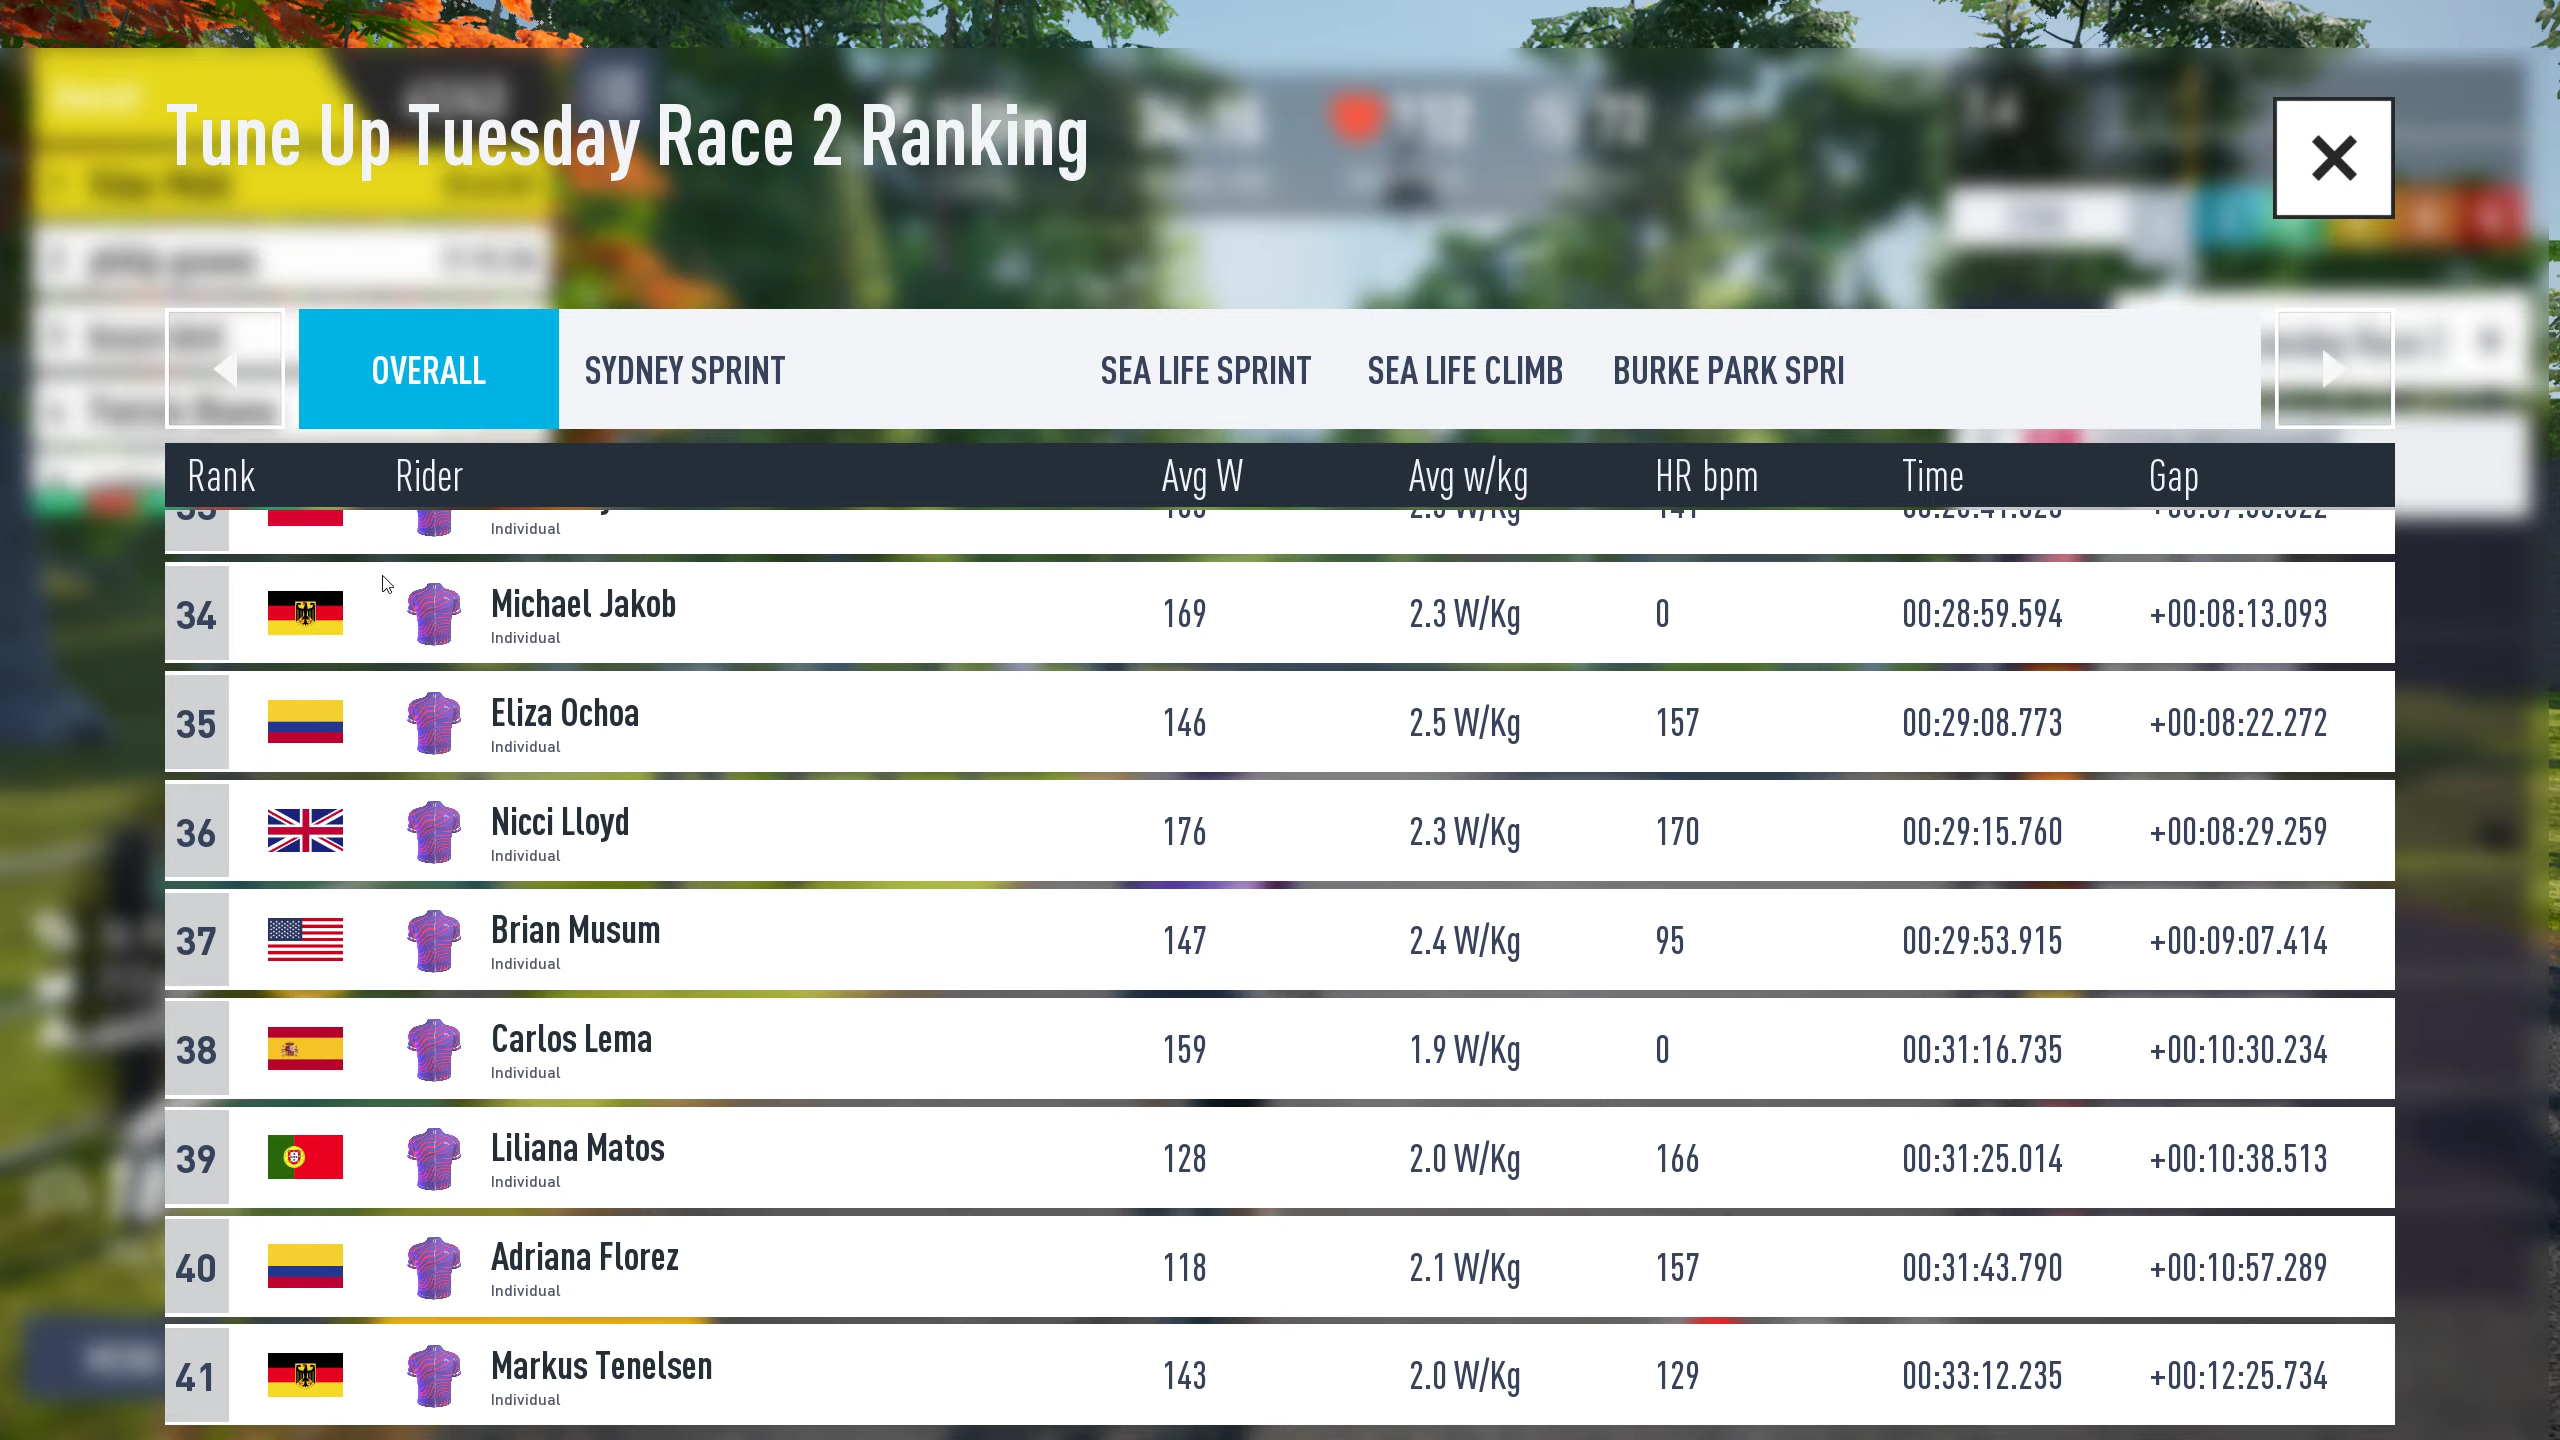 Tune Up Tuesday Race 2 Ranking
OVERALL SYDNEY SPRINT SEA LIFE SPRINT SEA LIFE CLIMB BURKE PARK SPRI
Rank Rider Avg W Avg w/kg HR bpm Time Gap
Individual
34 Michael Jakob 169 2.3 W/Kg 0 00:28:59.594 +00:08:13.093
Individual
35 Eliza Ochoa 146 2.5 W/Kg 157 00:29:08.773 +00:08:22.272
Individual
36 Nicci Lloyd 176 2.3 W/Kg 170 00:29:15.760 +00:08:29.259
Individual
37 Brian Musum 147 2.4 W/Kg 95 00:29:53.915 +00:09:07.414
Individual
38 Carlos Lema 159 1.9 W/Kg 0 00:31:16.735 +00:10:30.234
Individual
39 Liliana Matos 128 2.0 W/Kg 166 00:31:25.014 +00:10:38.513
Individual
40 Adriana Florez 118 2.1 W/Kg 157 00:31:43.790 +00:10:57.289
Individual
41 Markus Tenelsen 143 2.0 W/Kg 129 00:33:12.235 +00:12:25.734
Individual